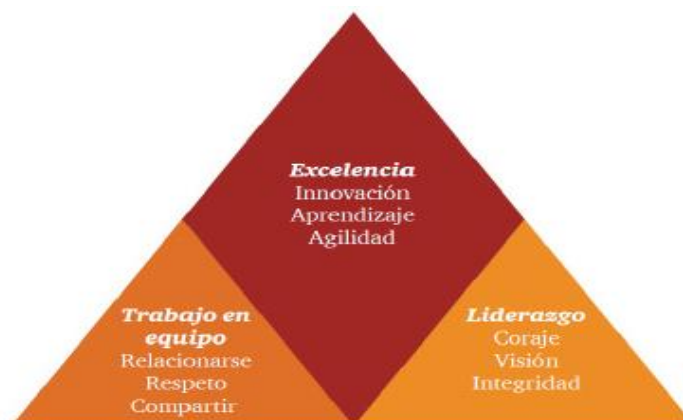 Excelencia
Innovación
Aprendizaje
Agilidad
Trabajo en
equipo
Relacionarse
Respeto
Compartir
Liderazgo
Coraje
Visión
Integridad